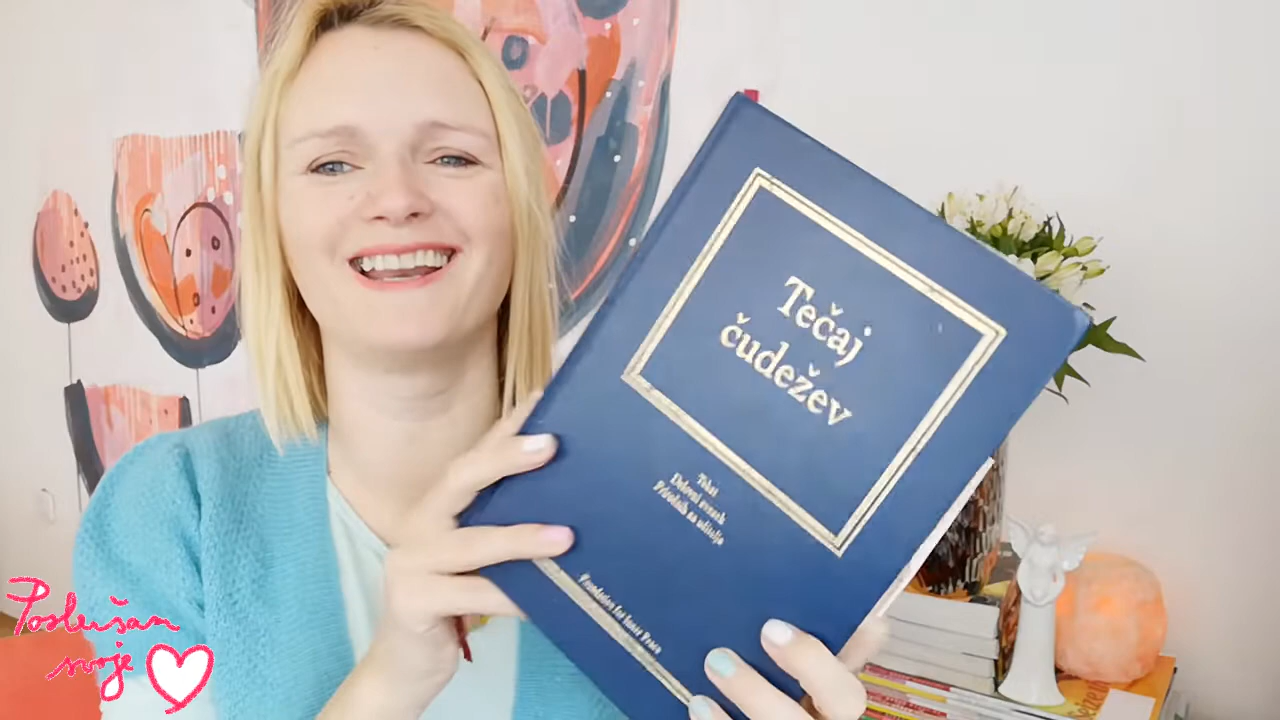 Tečaj
čudežev
Tekst
Delovni zvezek
Priročnik za učitelje
Foundation for Inner Peace
Poslušam
svoje